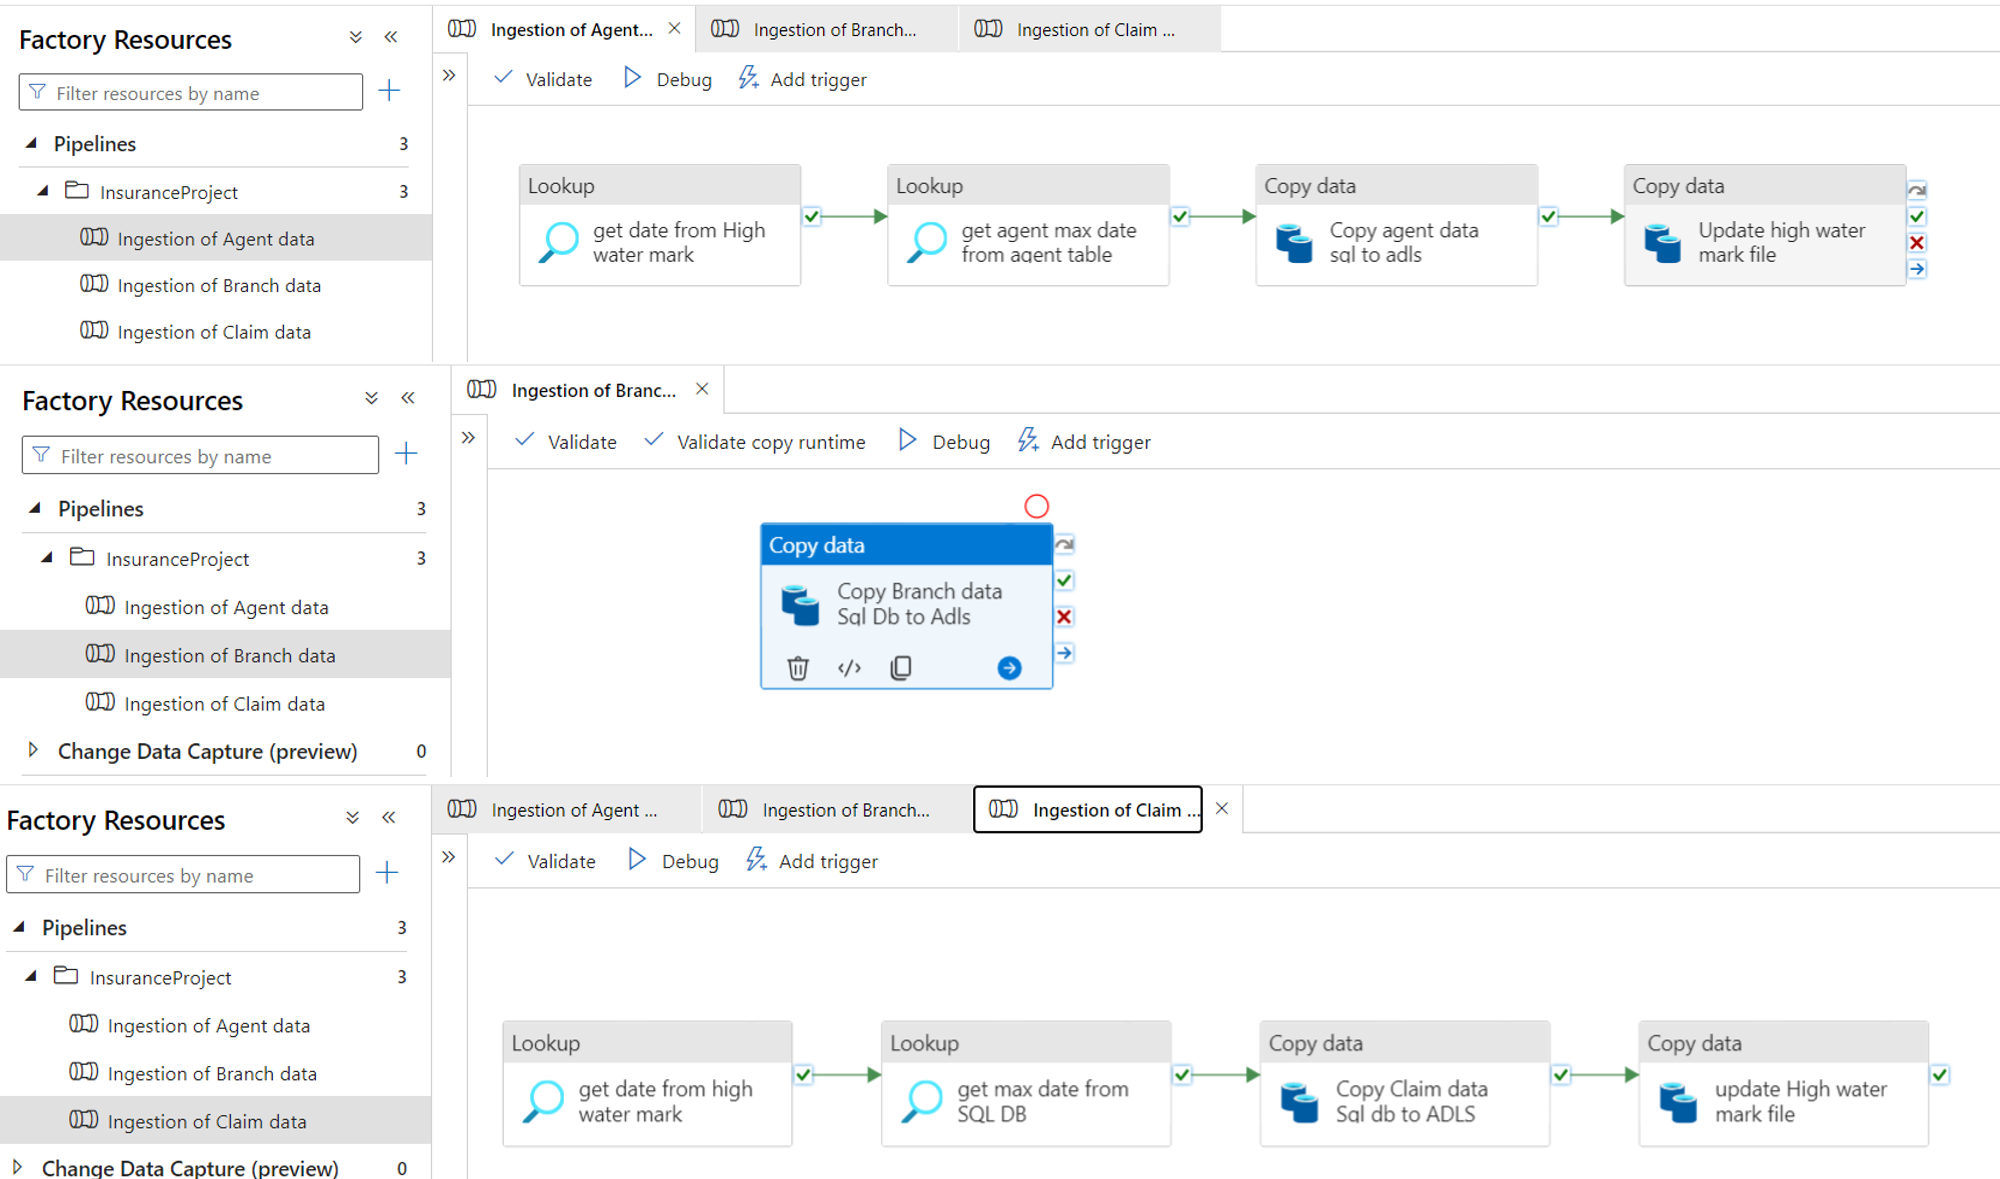 Factory Resources
Filter resources by name
Pipelines 3
InsuranceProject 3
Ingestion of Agent data
Ingestion of Branch data
Ingestion of Claim data
Ingestion of Agent...
Ingestion of Branch...
Ingestion of Claim ...
Validate
Debug
Add trigger
Lookup
get date from High
water mark
Lookup
get agent max date
from agent table
Copy data
Copy agent data
sql to adls
Copy data
Update high water
mark file
Factory Resources
Filter resources by name
Pipelines 3
InsuranceProject 3
Ingestion of Agent data
Ingestion of Branch data
Ingestion of Claim data
Change Data Capture (preview) 0
Ingestion of Branc...
Validate
Validate copy runtime
Debug
Add trigger
Copy data
Copy Branch data
Sql Db to Adls
Factory Resources
Filter resources by name
Pipelines 3
InsuranceProject 3
Ingestion of Agent data
Ingestion of Branch data
Ingestion of Claim data
Change Data Capture (preview) 0
Ingestion of Agent ...
Ingestion of Branch...
Ingestion of Claim ...
Validate
Debug
Add trigger
Lookup
get date from high
water mark
Lookup
get max date from
SQL DB
Copy data
Copy Claim data
Sql db to ADLS
Copy data
update High water
mark file